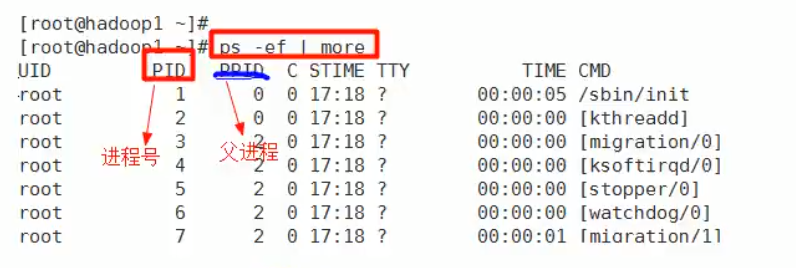 [root@hadoop1 ~]#
[root@hadoop1 ~]# ps -ef | more
UID PID PPID C STIME TTY TIME CMD
root 1 0 0 17:18 ? 00:00:05 /sbin/init
root 2 0 0 17:18 ? 00:00:00 [kthreadd]
root 3 2 0 17:18 ? 00:00:00 [migration/0]
root 4 2 0 17:18 ? 00:00:00 [ksoftirqd/0]
root 5 2 0 17:18 ? 00:00:00 [stopper/0]
root 6 2 0 17:18 ? 00:00:00 [watchdog/0]
root 7 2 0 17:18 ? 00:00:01 [migration/1]
进程号
父进程